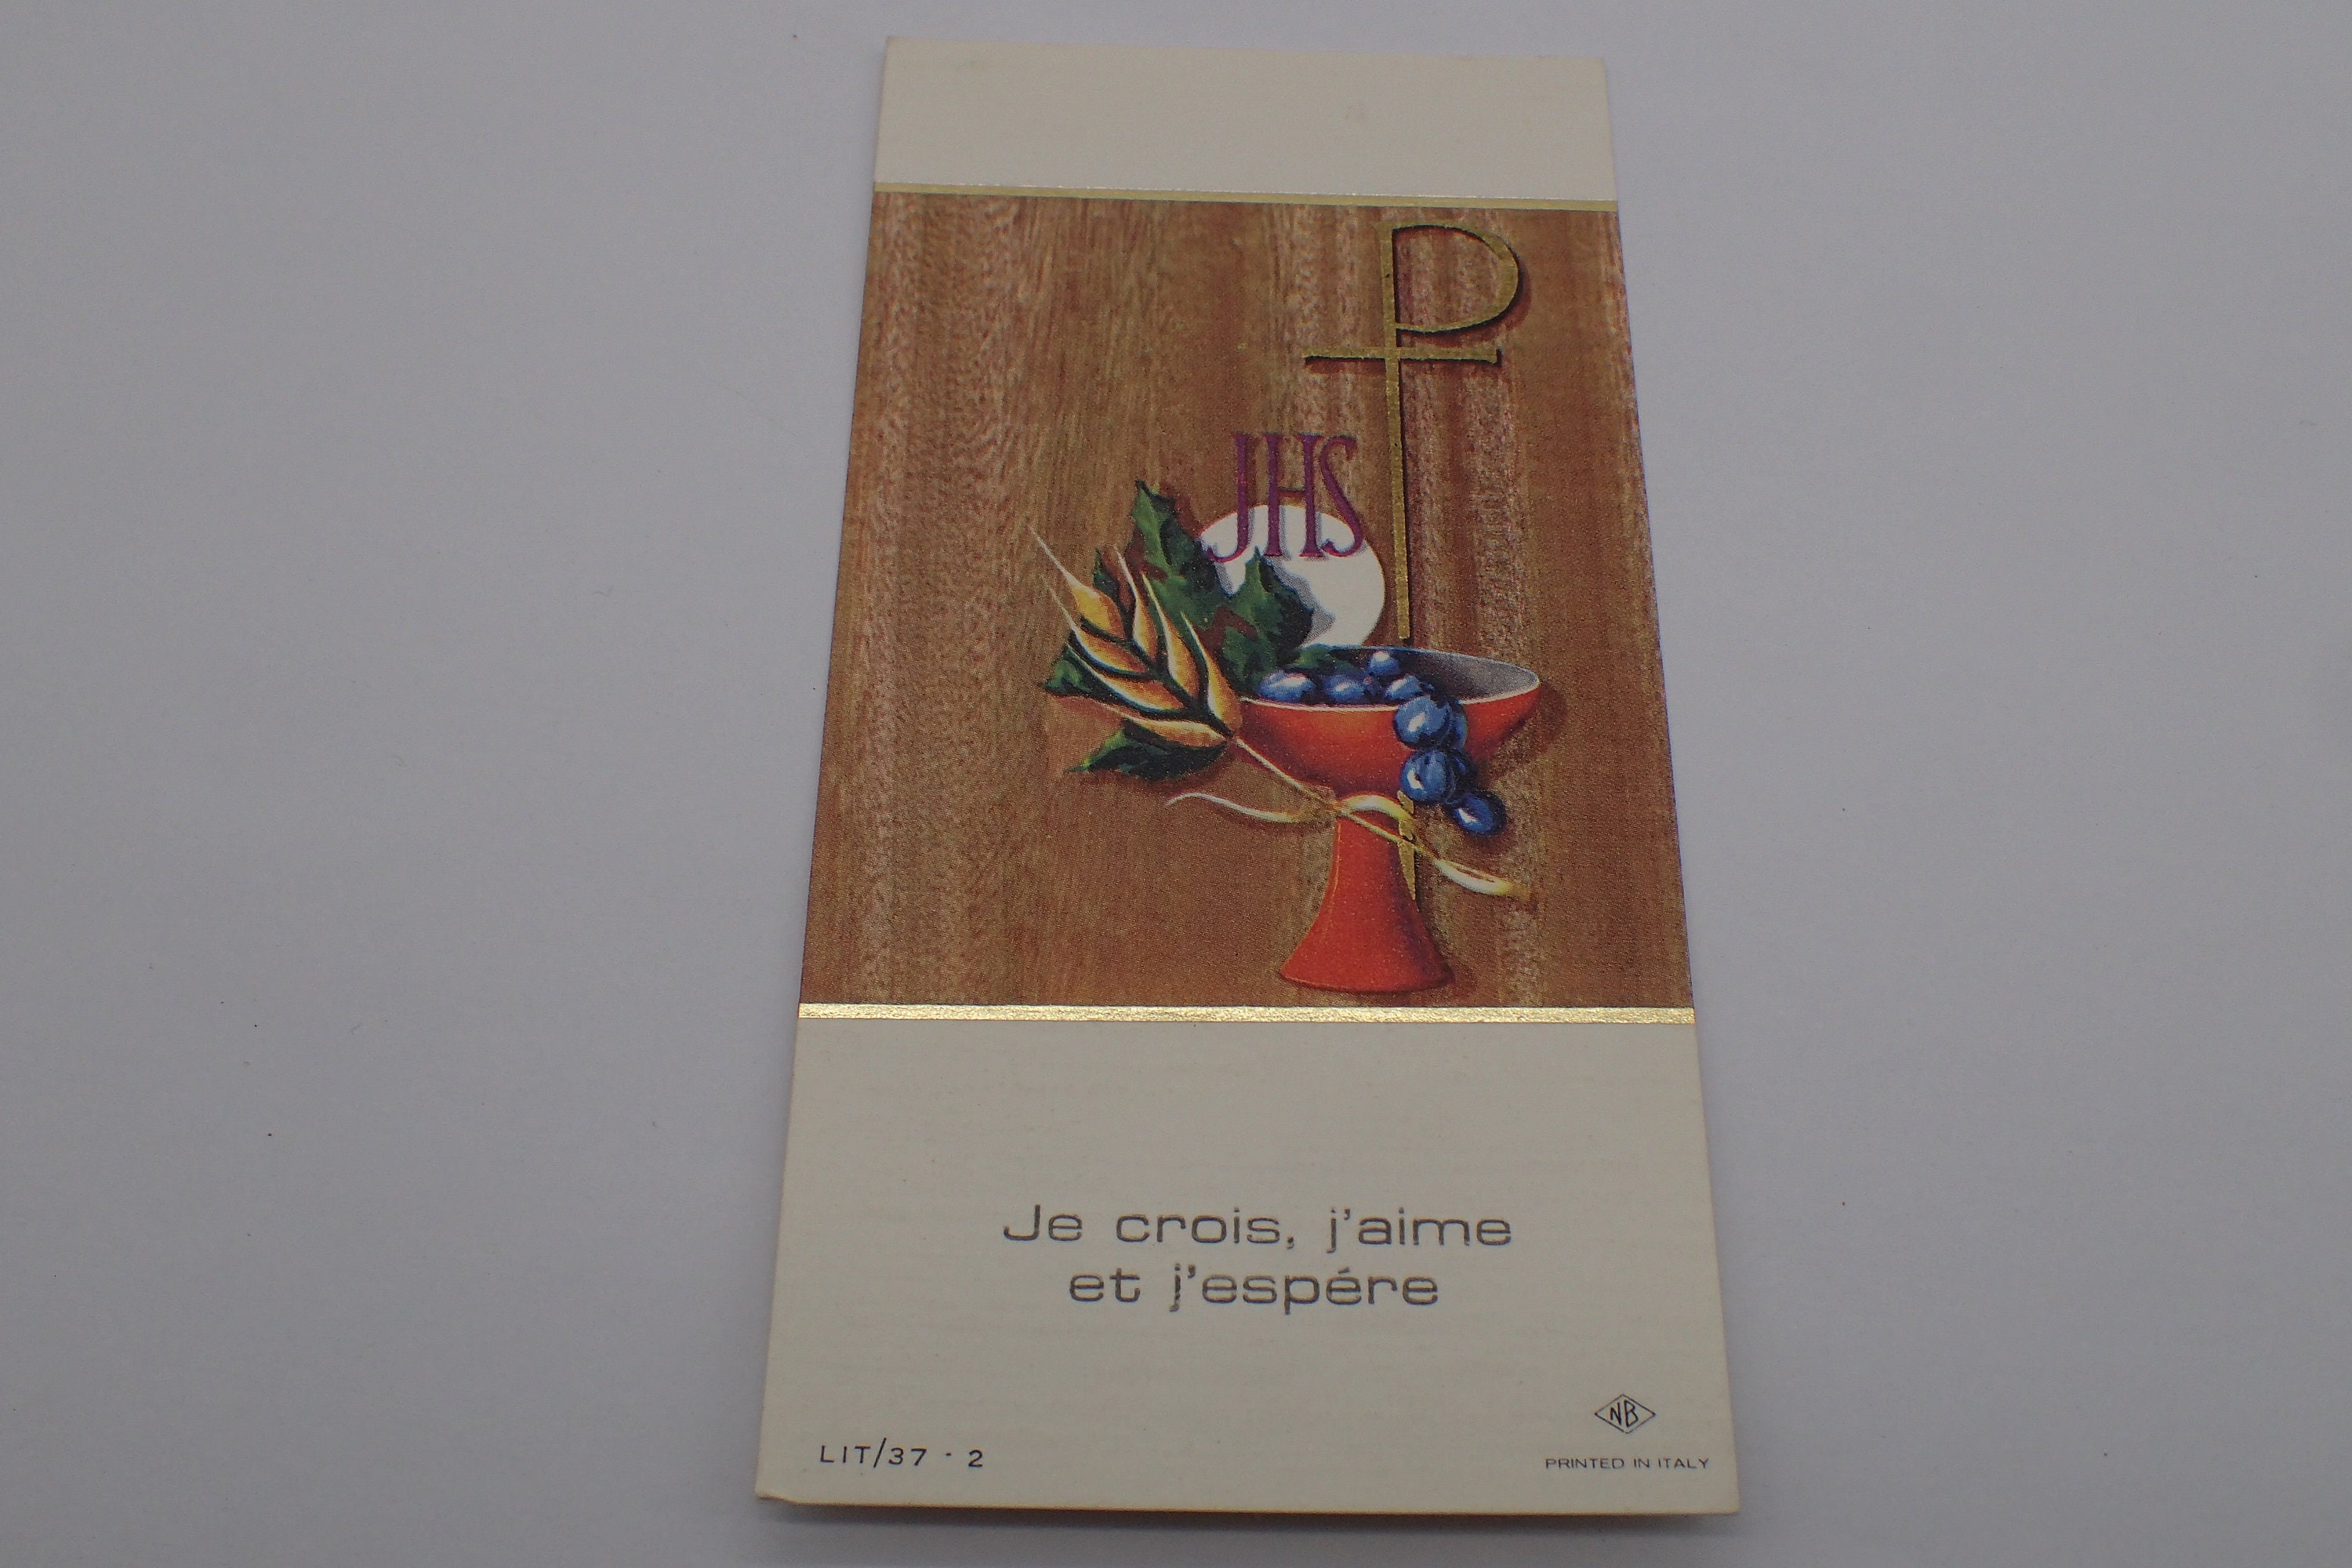 P
JHS
Je crois, j'aime
et j'espére
NB
LIT/37 - 2
PRINTED IN ITALY